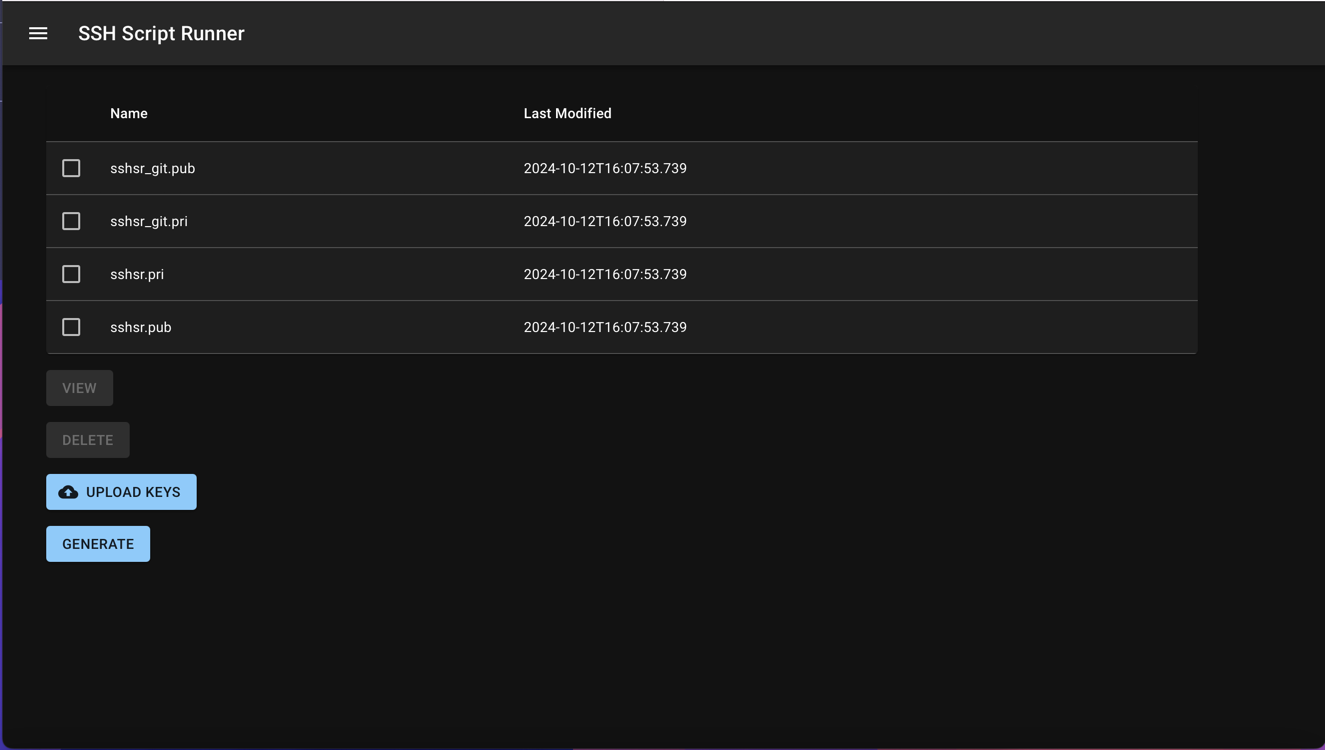 SSH Script Runner
Name Last Modified
sshsr_git.pub 2024-10-12T16:07:53.739
sshsr_git.pri 2024-10-12T16:07:53.739
sshsr.pri 2024-10-12T16:07:53.739
sshsr.pub 2024-10-12T16:07:53.739
VIEW
DELETE
UPLOAD KEYS
GENERATE